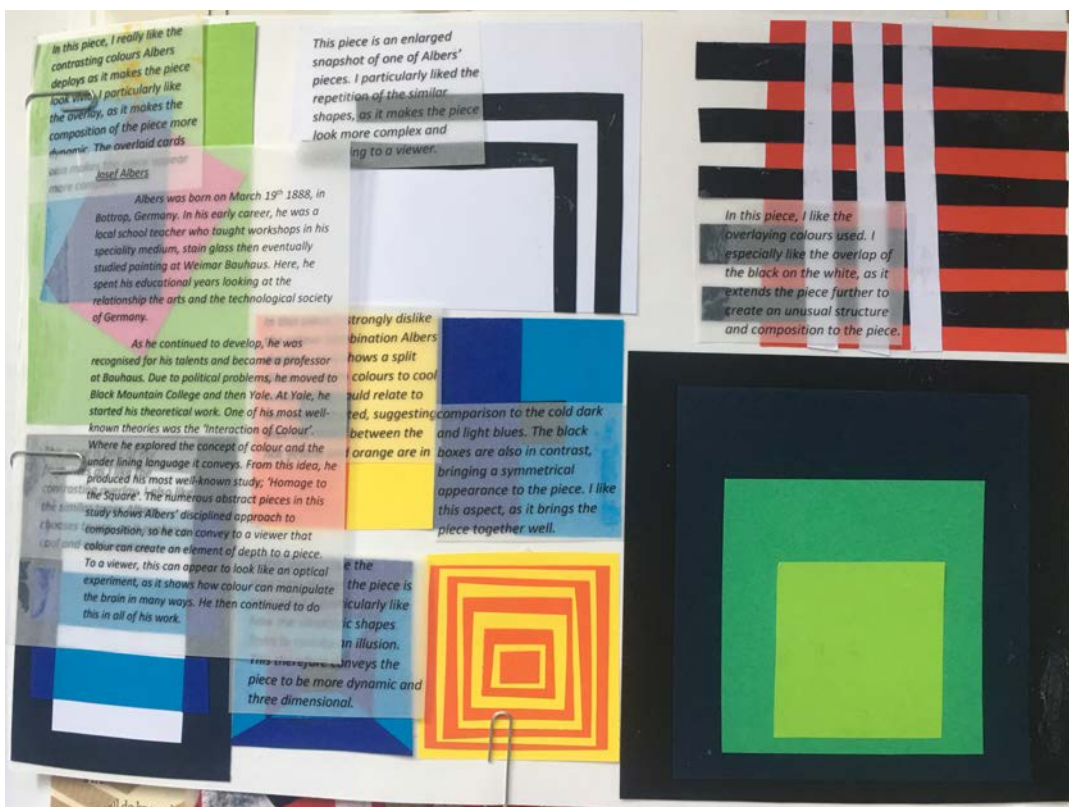 In this piece, I really like the
contrasting colours Albers
deploys as it makes the piece
look vivid. I particularly like
the overlay, as it makes the
composition of the piece more
dynamic. The overlaid cards
also makes the piece appear
more
This piece is an enlarged
snapshot of one of Albers'
pieces. I particularly liked the
repetition of the similar
shapes, as it makes the piece
look more complex and
to a viewer.
Josef Albers
Albers was born on March 19th 1888, in
Bottrop, Germany. In his early career, he was a
local school teacher who taught workshops in his
speciality medium, stain glass then eventually
studied painting at Weimar Bauhaus. Here, he
spent his educational years looking at the
relationship the arts and the technological society
of Germany.
As he continued to develop, he was
recognised for his talents and became a professor
at Bauhaus. Due to political problems, he moved to
Black Mountain College and then Yale. At Yale, he
started his theoretical work. One of his most well-
known theories was the 'Interaction of Colour'.
Where he explored the concept of colour and the
under lining language it conveys. From this idea, he
produced his most well-known study; 'Homage to
the Square'. The numerous abstract pieces in this
study shows Albers' disciplined approach to
composition, so he can convey to a viewer that
colour can create an element of depth to a piece.
To a viewer, this can appear to look like an optical
experiment, as it shows how colour can manipulate
the brain in many ways. He then continued to do
this in all of his work.
In this piece, I like the
overlaying colours used. I
especially like the overlap of
the black on the white, as it
extends the piece further to
create an unusual structure
and composition to the piece.
strongly dislike
Albers
shows a split
colours to cool
relate to
suggesting
between the
orange are in
comparison to the cold dark
and light blues. The black
boxes are also in contrast,
bringing a symmetrical
appearance to the piece. I like
this aspect, as it brings the
piece together well.
the
the piece is
particularly like
shapes
an illusion.
This therefore conveys the
piece to be more dynamic and
three dimensional.